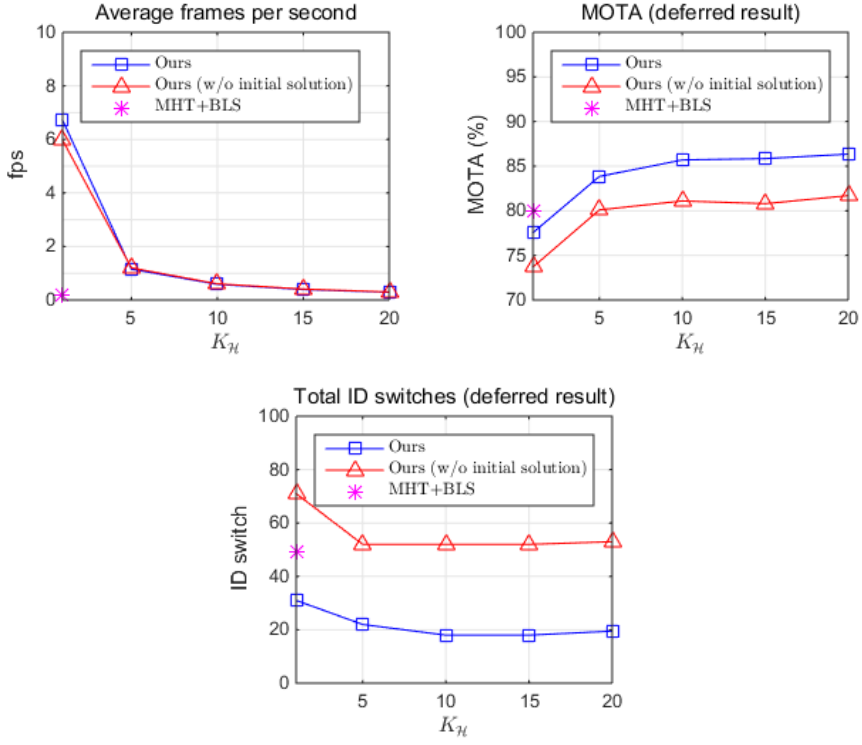 Average frames per second
10
8
6
4
2
0
fps
Ours
Ours (w/o initial solution)
MHT+BLS
5
10
15
20
K_ℋ
MOTA (deferred result)
100
95
90
85
80
75
70
MOTA (%)
Ours
Ours (w/o initial solution)
MHT+BLS
5
10
15
20
K_ℋ
Total ID switches (deferred result)
100
80
60
40
20
0
ID switch
Ours
Ours (w/o initial solution)
MHT+BLS
5
10
15
20
K_ℋ